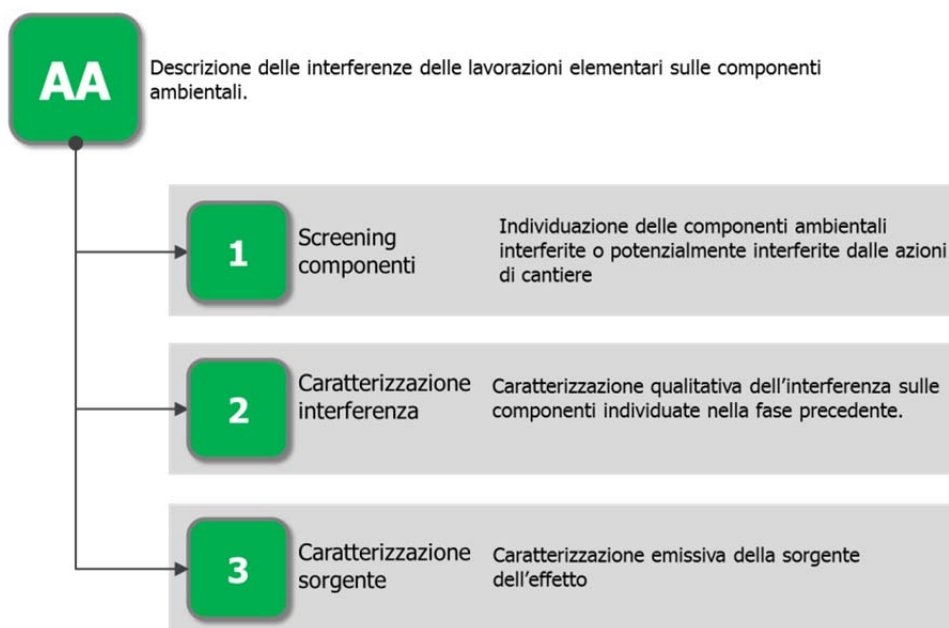 AA
Descrizione delle interferenze delle lavorazioni elementari sulle componenti
ambientali.
1
Screening
componenti
Individuazione delle componenti ambientali
interferite o potenzialmente interferite dalle azioni
di cantiere
2
Caratterizzazione
interferenza
Caratterizzazione qualitativa dell’interferenza sulle
componenti individuate nella fase precedente.
3
Caratterizzazione
sorgente
Caratterizzazione emissiva della sorgente
dell’effetto